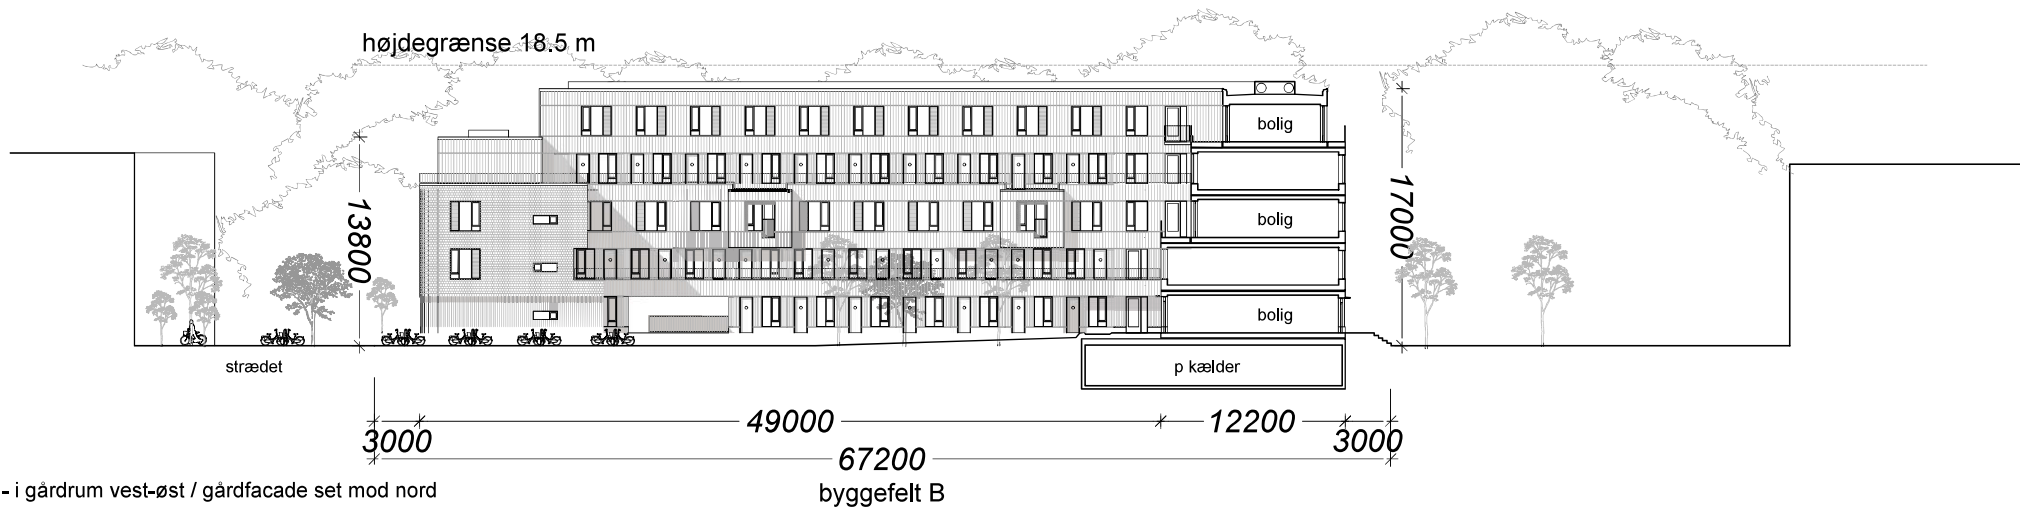 højdegrænse 18.5 m
bolig
13800
17000
bolig
bolig
strædet
p kælder
49000
12200
3000
3000
67200
- i gårdrum vest-øst / gårdfacade set mod nord
byggefelt B